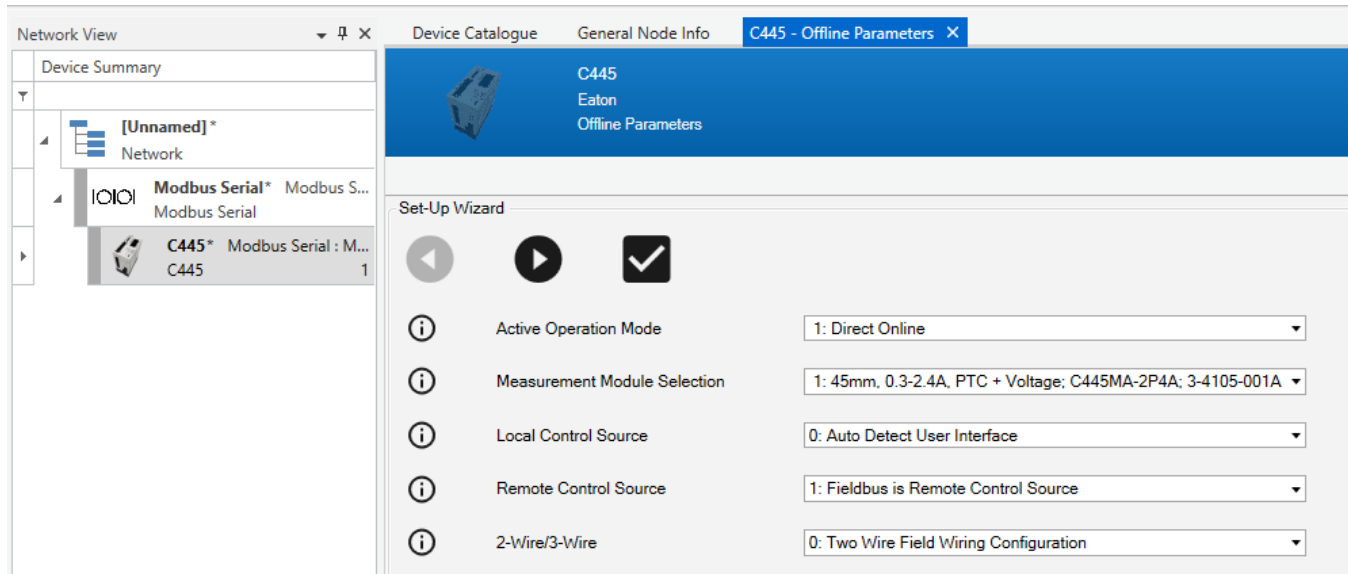 Network View
Device Summary
[Unnamed]*
Network
Modbus Serial* Modbus S...
Modbus Serial
C445* Modbus Serial : M...
C445 1
Device Catalogue General Node Info C445 - Offline Parameters
C445
Eaton
Offline Parameters
Set-Up Wizard
Active Operation Mode 1: Direct Online
Measurement Module Selection 1: 45mm, 0.3-2.4A, PTC + Voltage; C445MA-2P4A; 3-4105-001A
Local Control Source 0: Auto Detect User Interface
Remote Control Source 1: Fieldbus is Remote Control Source
2-Wire/3-Wire 0: Two Wire Field Wiring Configuration